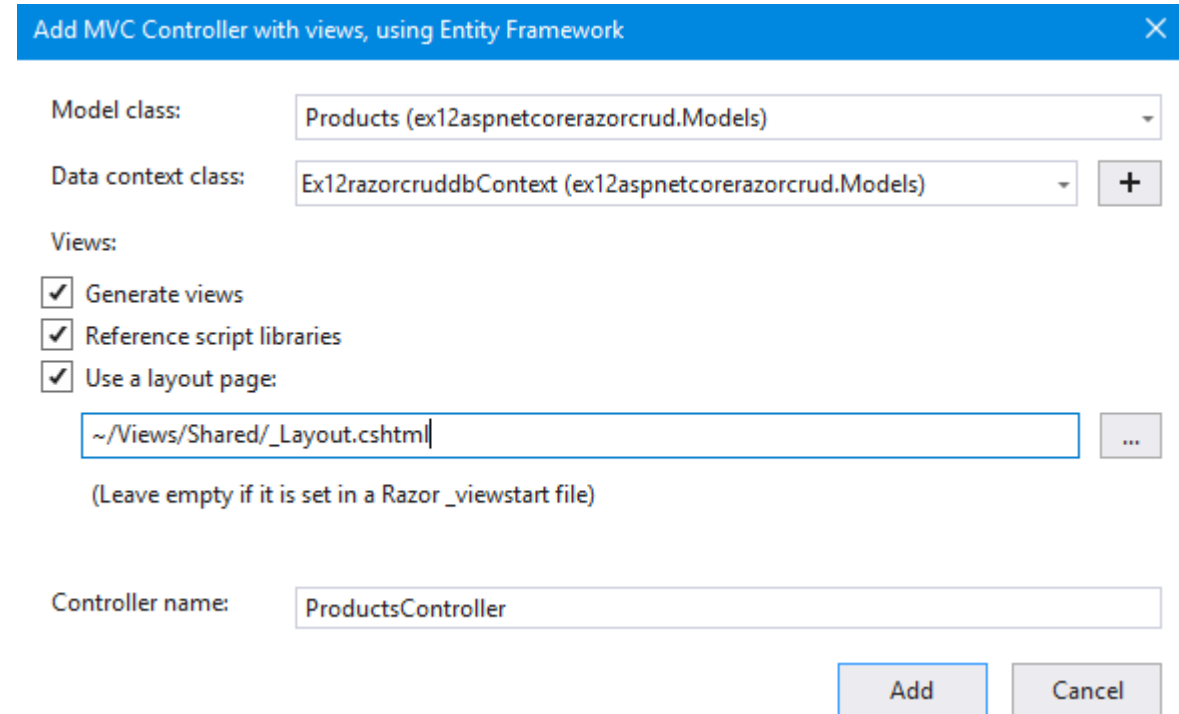 Add MVC Controller with views, using Entity Framework
Model class:
Products (ex12aspnetcorerazorcrud.Models)
Data context class:
Ex12razorcruddbContext (ex12aspnetcorerazorcrud.Models)
+
Views:
Generate views
Reference script libraries
Use a layout page:
~/Views/Shared/_Layout.cshtml
...
(Leave empty if it is set in a Razor _viewstart file)
Controller name:
ProductsController
Add
Cancel